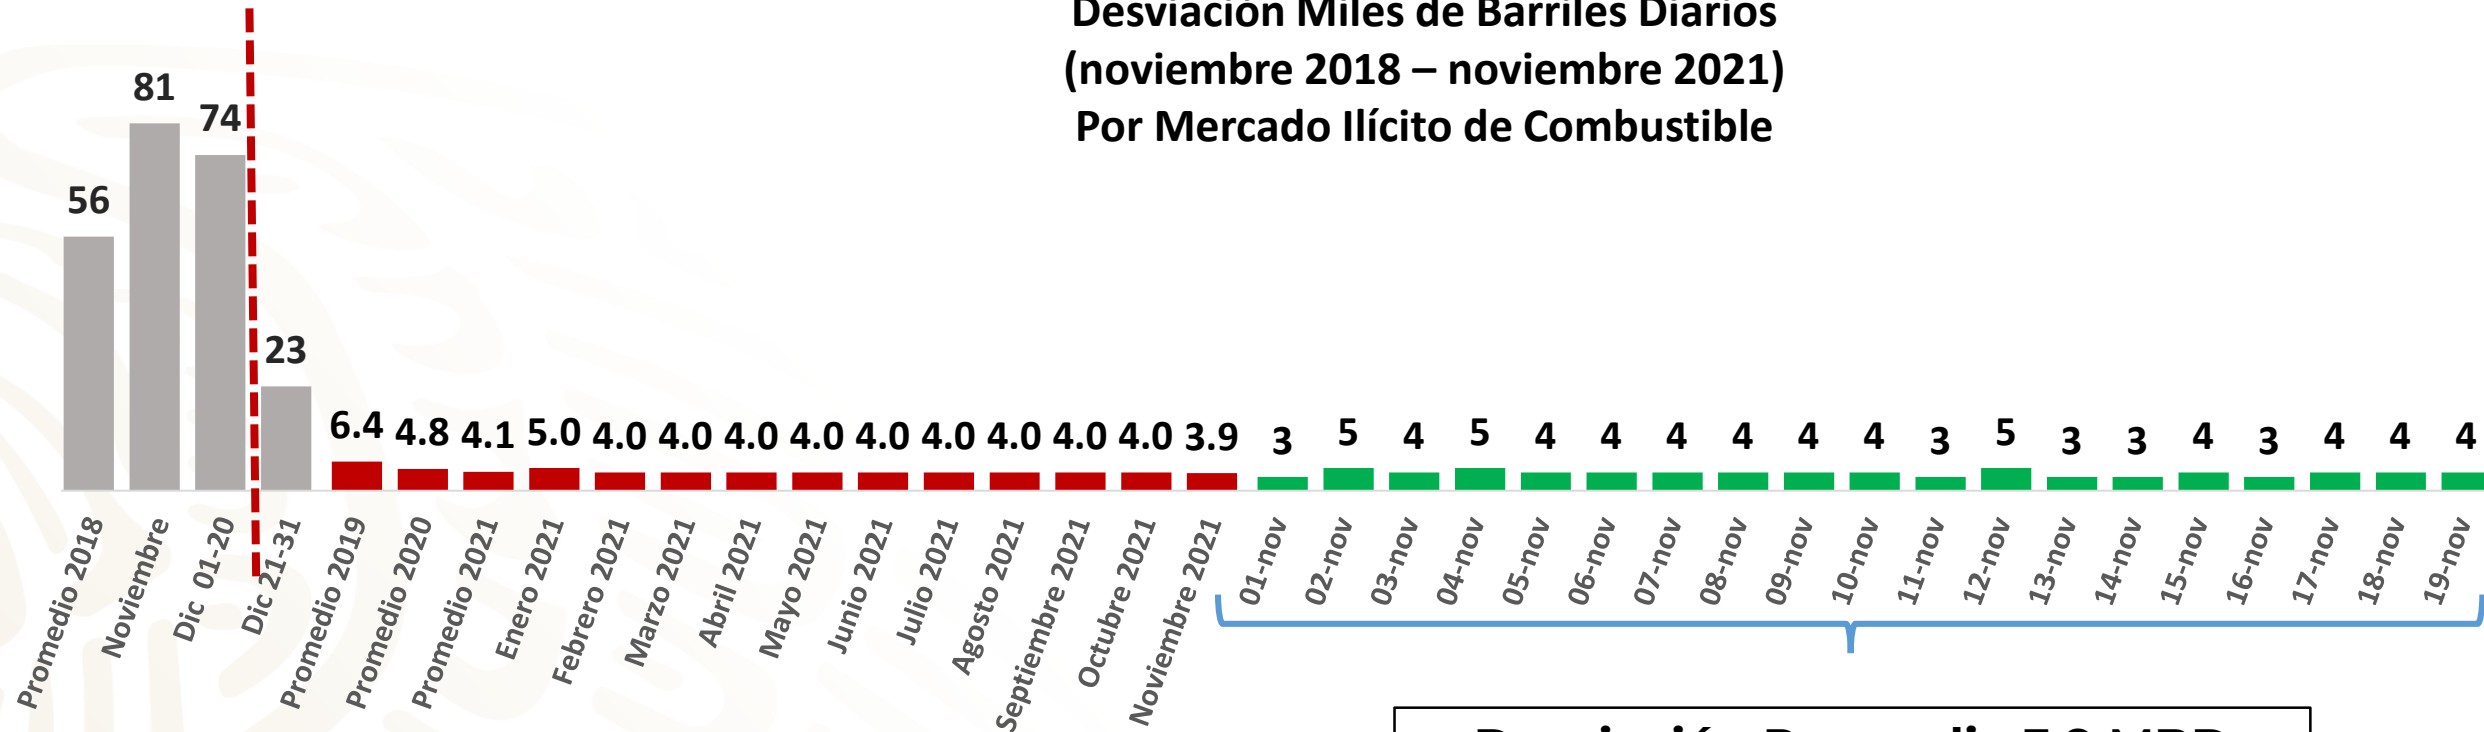 Desviación Miles de Barriles Diarios
(noviembre 2018 – noviembre 2021)
Por Mercado Ilícito de Combustible
56 81 74 23 6.4 4.8 4.1 5.0 4.0 4.0 4.0 4.0 4.0 4.0 4.0 4.0 4.0 3.9 3 5 4 5 4 4 4 4 4 4 3 5 3 3 4 3 4 4 4
Promedio 2018
Noviembre
Dic 01-20
Dic 21-31
Promedio 2019
Promedio 2020
Promedio 2021
Enero 2021
Febrero 2021
Marzo 2021
Abril 2021
Mayo 2021
Junio 2021
Julio 2021
Agosto 2021
Septiembre 2021
Octubre 2021
Noviembre 2021
01-nov
02-nov
03-nov
04-nov
05-nov
06-nov
07-nov
08-nov
09-nov
10-nov
11-nov
12-nov
13-nov
14-nov
15-nov
16-nov
17-nov
18-nov
19-nov
Desviación Promedio